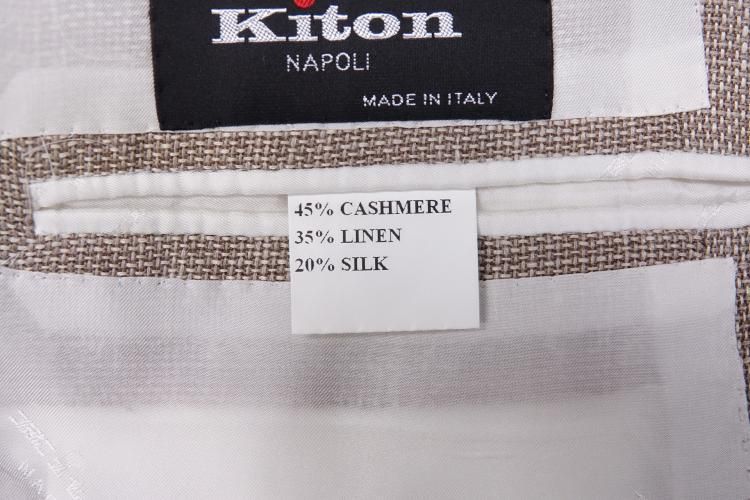 Kiton
NAPOLI
MADE IN ITALY
45% CASHMERE
35% LINEN
20% SILK